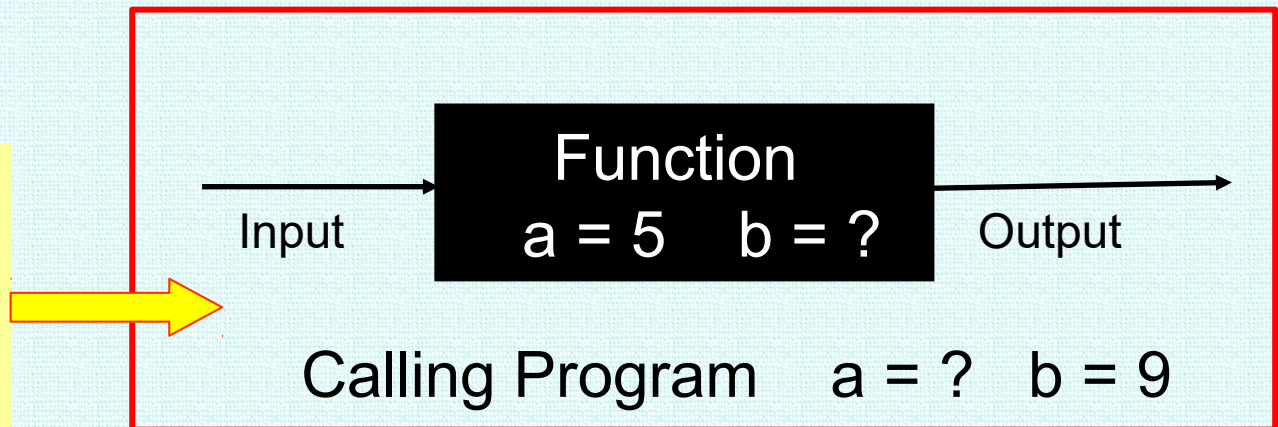 Function
a = 5 b = ?
Input
Output
Calling Program a = ? b = 9